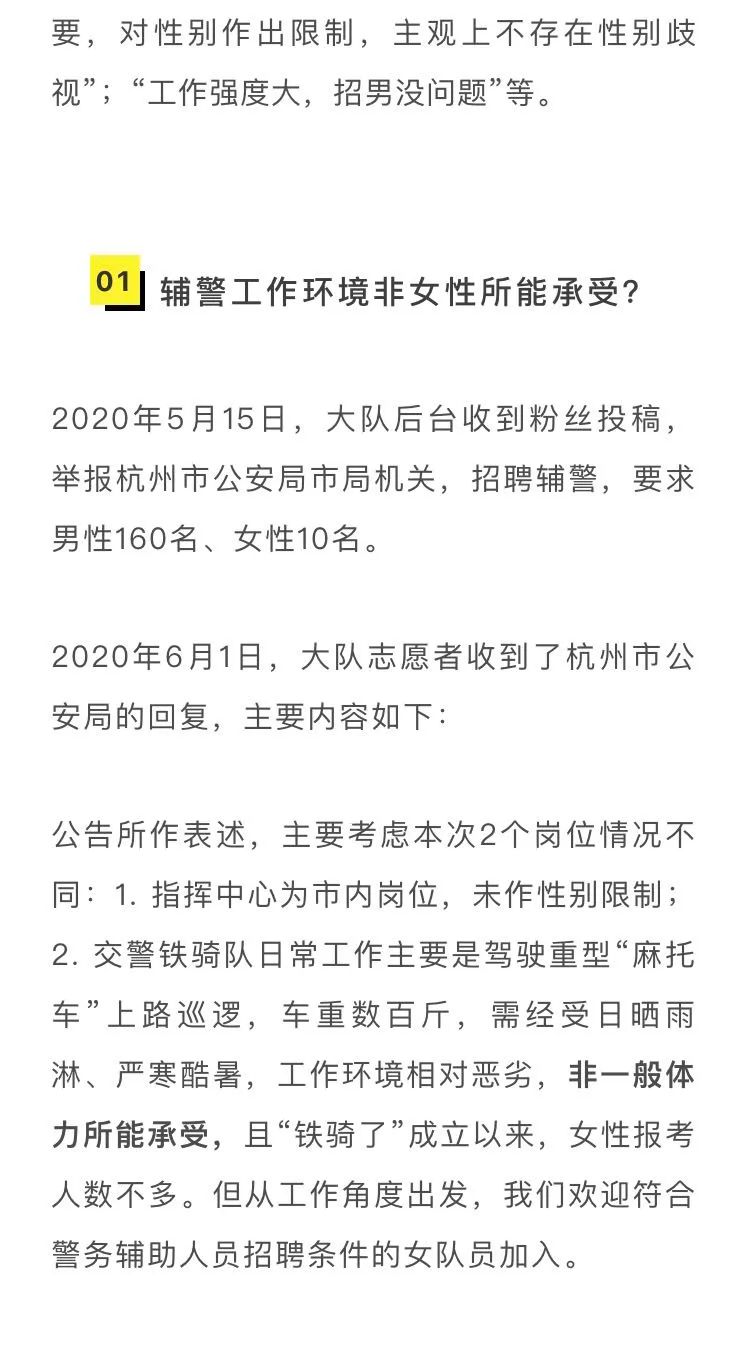 要，对性别作出限制，主观上不存在性别歧
视”；“工作强度大，招男没问题”等。
01 辅警工作环境非女性所能承受？
2020年5月15日，大队后台收到粉丝投稿，
举报杭州市公安局市局机关，招聘辅警，要求
男性160名、女性10名。
2020年6月1日，大队志愿者收到了杭州市公
安局的回复，主要内容如下：
公告所作表述，主要考虑本次2个岗位情况不
同：1. 指挥中心为市内岗位，未作性别限制；
2. 交警铁骑队日常工作主要是驾驶重型“麻托
车”上路巡逻，车重数百斤，需经受日晒雨
淋、严寒酷暑，工作环境相对恶劣，非一般体
力所能承受，且“铁骑了”成立以来，女性报考
人数不多。但从工作角度出发，我们欢迎符合
警务辅助人员招聘条件的女队员加入。